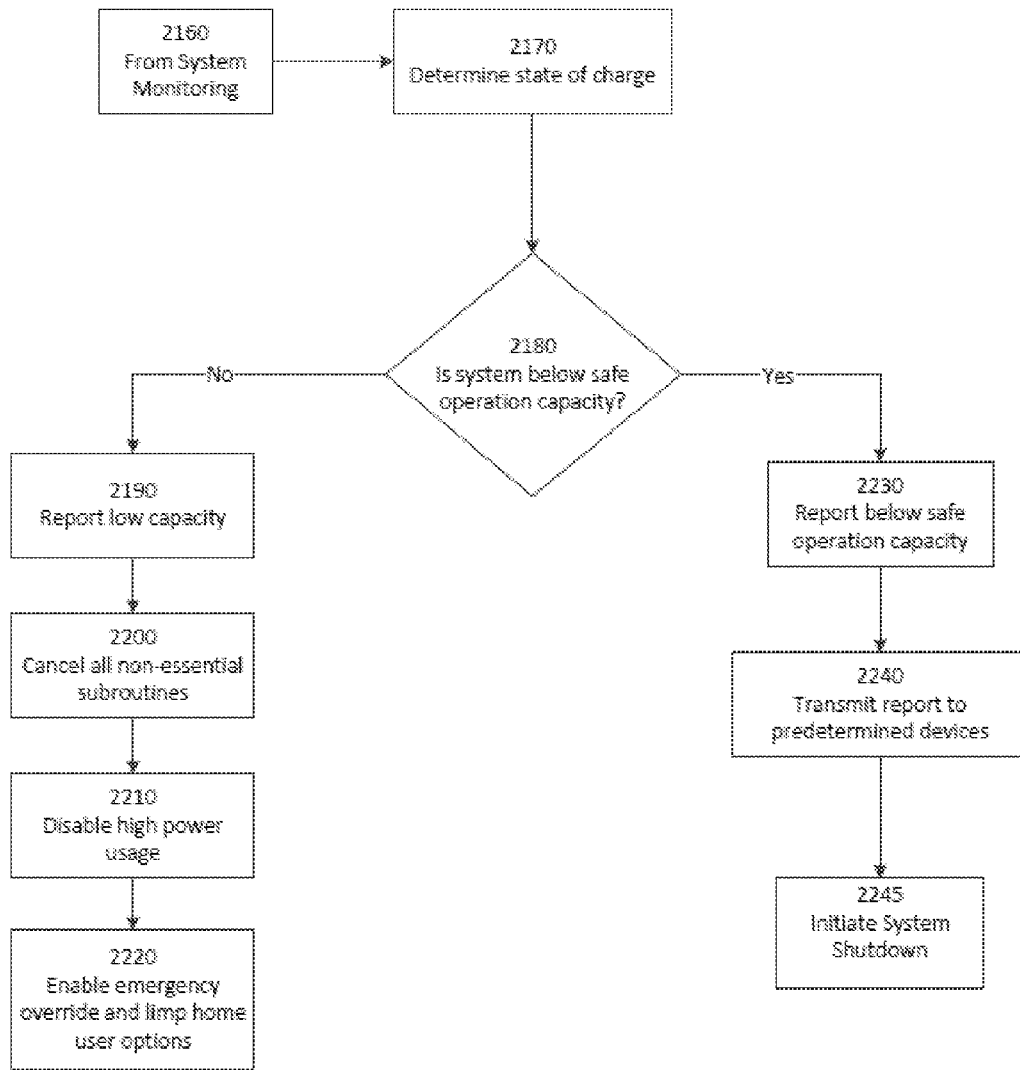 2160
From System
Monitoring
2170
Determine state of charge
2180
Is system below safe
operation capacity?
No
Yes
2190
Report low capacity
2200
Cancel all non-essential
subroutines
2210
Disable high power
usage
2220
Enable emergency
override and limp home
user options
2230
Report below safe
operation capacity
2240
Transmit report to
predetermined devices
2245
Initiate System
Shutdown